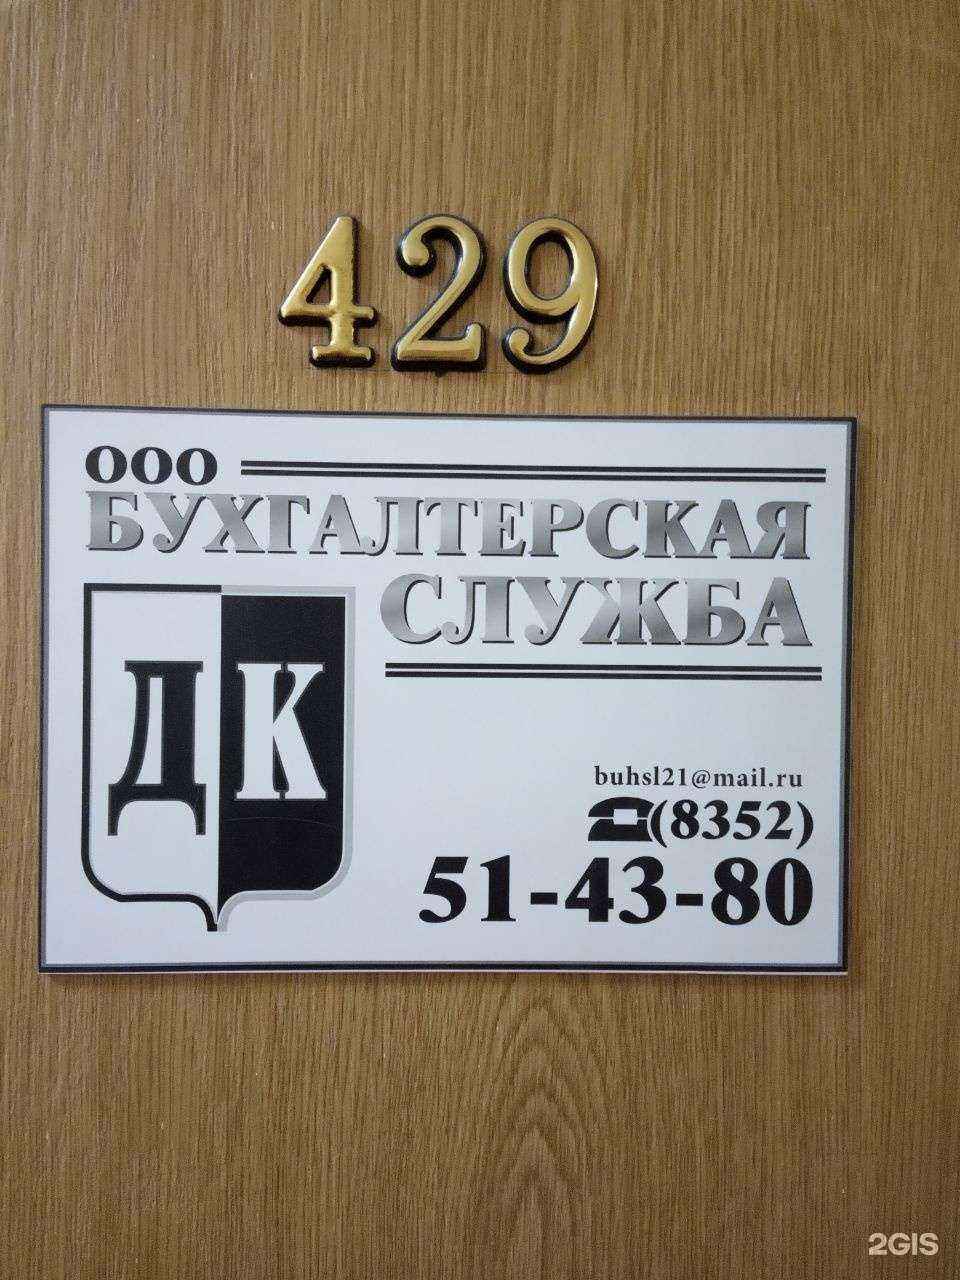 429
ООО
БУХГАЛТЕРСКАЯ
СЛУЖБА
ДК
buhsl21@mail.ru
(8352)
51-43-80
2GIS